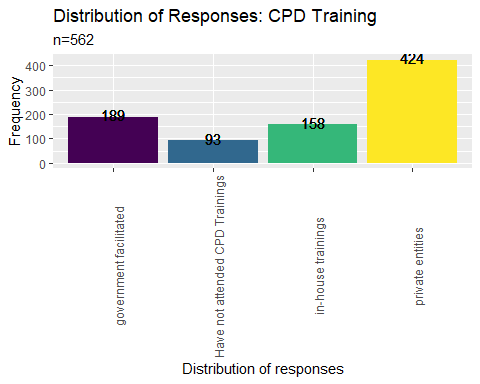 Distribution of Responses: CPD Training
n=562
Frequency
400
300
200
100
0
189
93
158
424
government facilitated
Have not attended CPD Trainings
in-house trainings
private entities
Distribution of responses